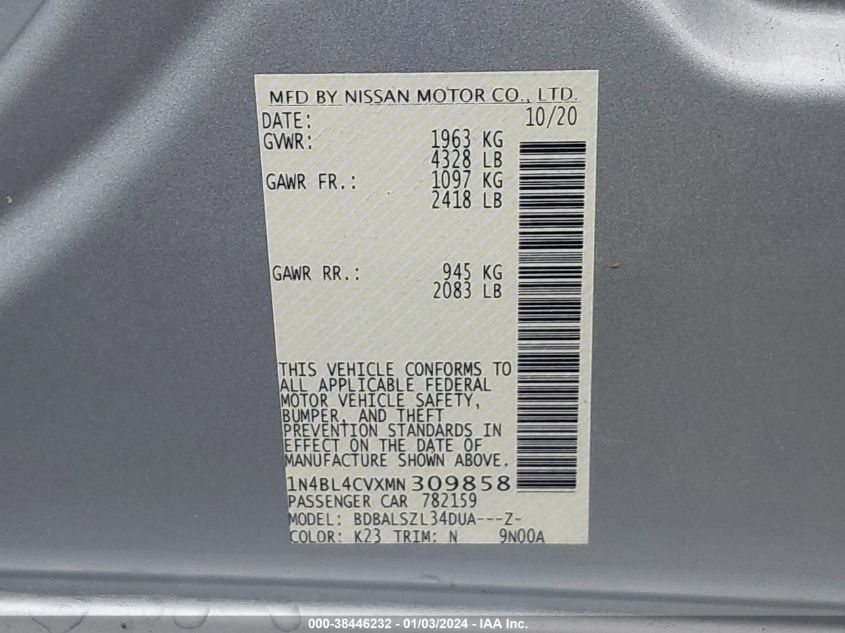 MFD BY NISSAN MOTOR CO., LTD.
DATE: 10/20
GVWR: 1963 KG
4328 LB
GAWR FR.: 1097 KG
2418 LB
GAWR RR.: 945 KG
2083 LB
THIS VEHICLE CONFORMS TO
ALL APPLICABLE FEDERAL
MOTOR VEHICLE SAFETY,
BUMPER, AND THEFT
PREVENTION STANDARDS IN
EFFECT ON THE DATE OF
MANUFACTURE SHOWN ABOVE.
1N4BL4CVXMN309858
PASSENGER CAR 782159
MODEL: BDBALSZL34DUA---Z-
COLOR: K23 TRIM: N 9N00A
000-38446232 - 01/03/2024 - IAA Inc.